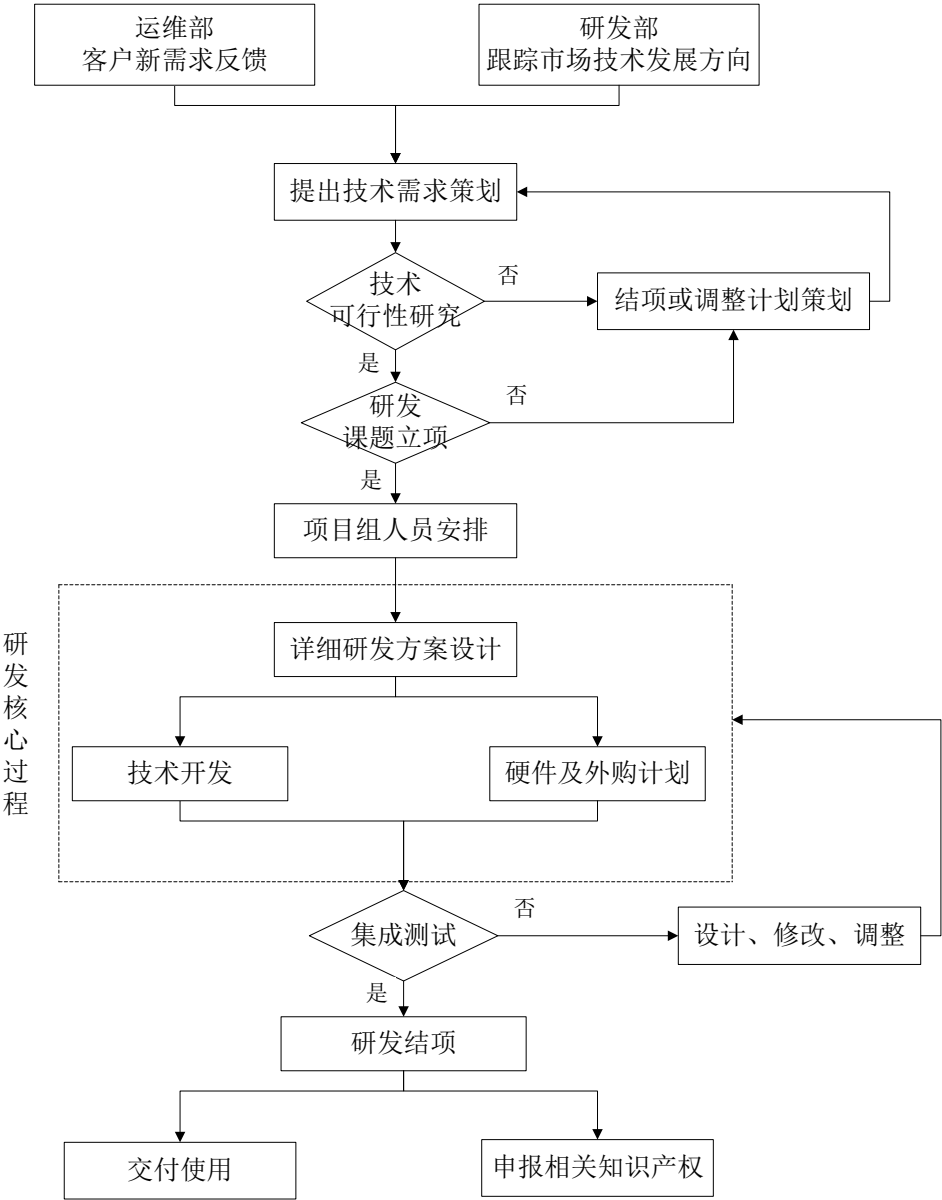 运维部
客户新需求反馈
研发部
跟踪市场技术发展方向
提出技术需求策划
技术
可行性研究
否
结项或调整计划策划
是
研发
课题立项
否
是
项目组人员安排
研发核心过程
详细研发方案设计
技术开发
硬件及外购计划
集成测试
否
设计、修改、调整
是
研发结项
交付使用
申报相关知识产权